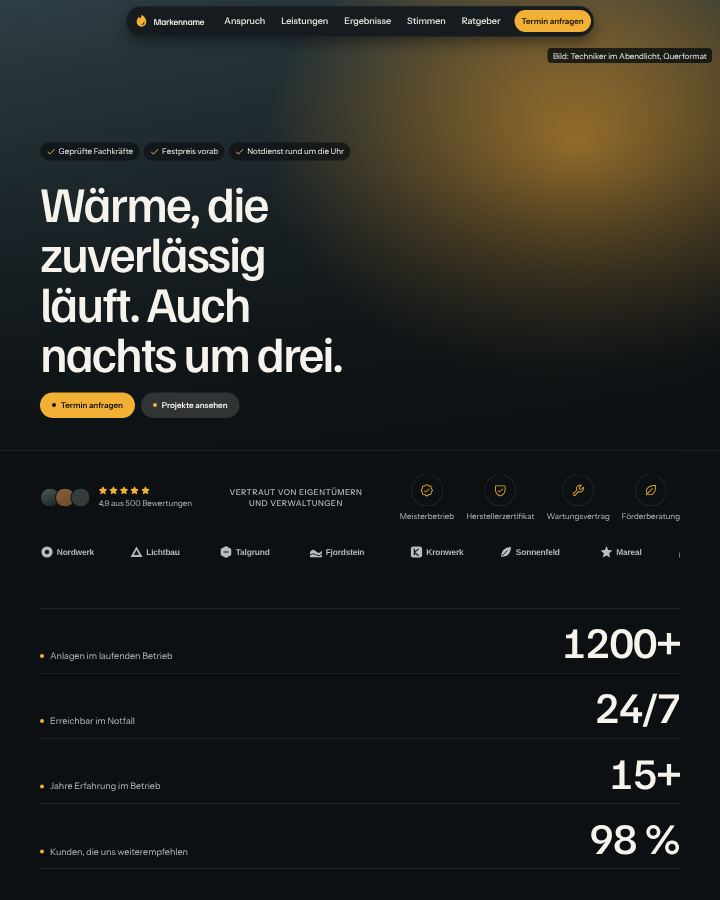 Markenname
Anspruch
Leistungen
Ergebnisse
Stimmen
Ratgeber
Termin anfragen
Bild: Techniker im Abendlicht, Querformat
Geprüfte Fachkräfte
Festpreis vorab
Notdienst rund um die Uhr
Wärme, die
zuverlässig
läuft. Auch
nachts um drei.
Termin anfragen
Projekte ansehen
4,9 aus 500 Bewertungen
VERTRAUT VON EIGENTÜMERN
UND VERWALTUNGEN
Meisterbetrieb
Herstellerzertifikat
Wartungsvertrag
Förderberatung
Nordwerk
Lichtbau
Talgrund
Fjordstein
Kronwerk
Sonnenfeld
Mareal
Anlagen im laufenden Betrieb
1200+
Erreichbar im Notfall
24/7
Jahre Erfahrung im Betrieb
15+
Kunden, die uns weiterempfehlen
98 %